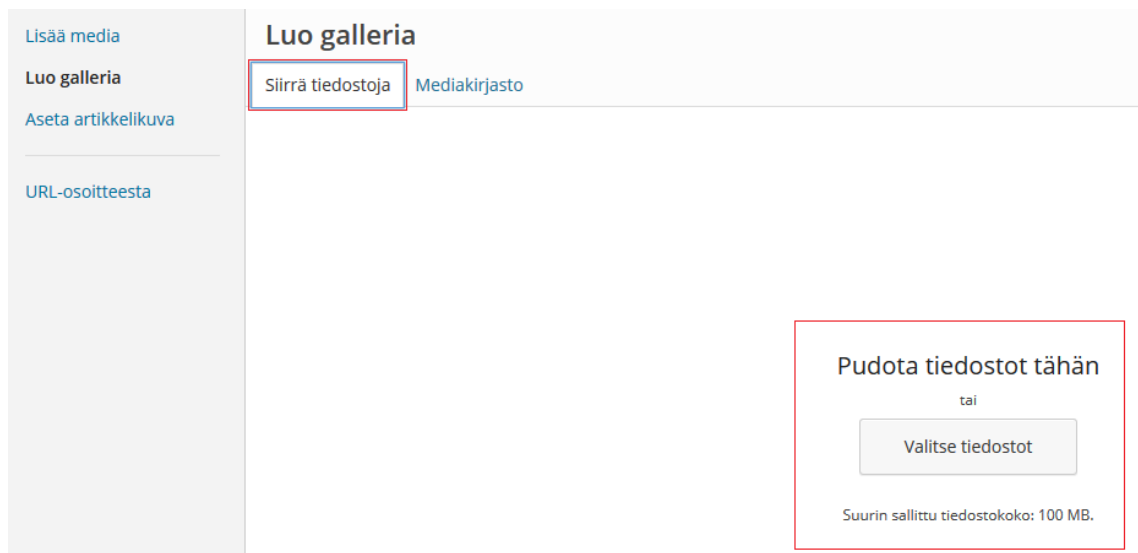 Lisää media
Luo galleria
Aseta artikkelikuva
URL-osoitteesta
Luo galleria
Siirrä tiedostoja
Mediakirjasto
Pudota tiedostot tähän
tai
Valitse tiedostot
Suurin sallittu tiedostokoko: 100 MB.